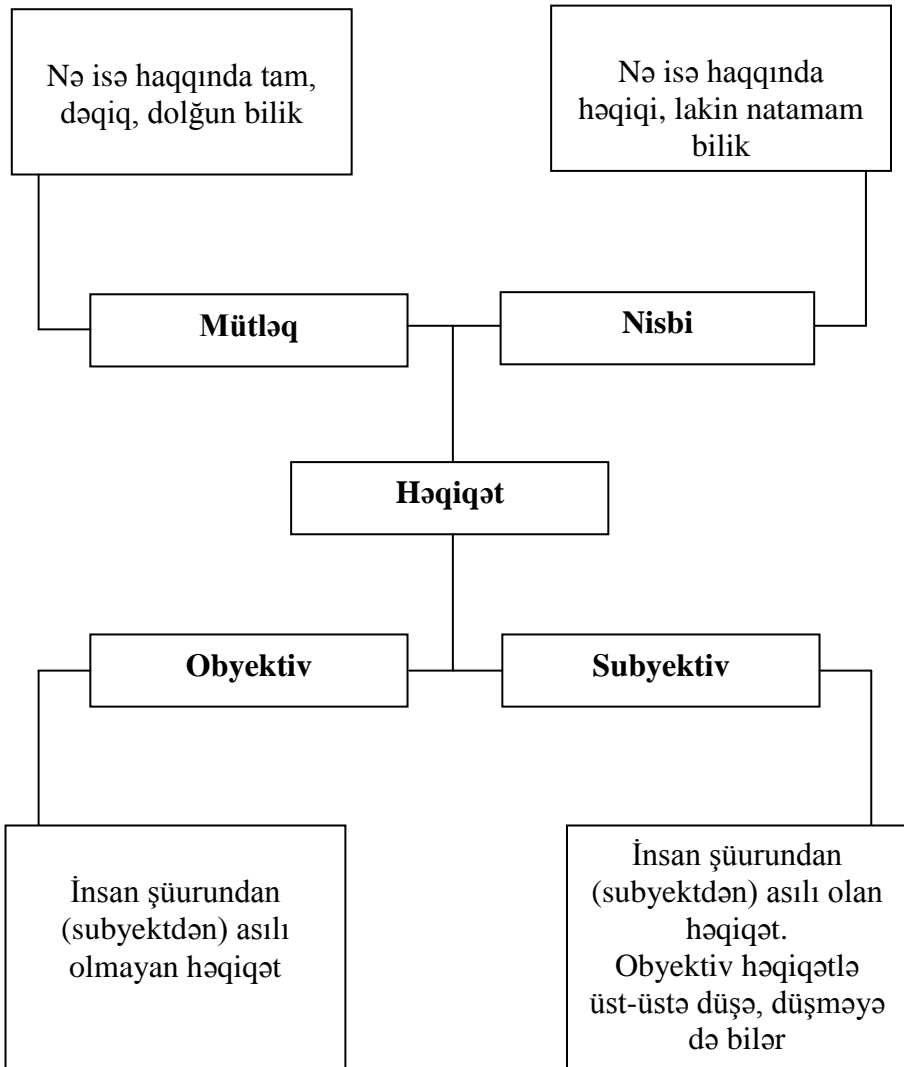 Nə isə haqqında tam,
dəqiq, dolğun bilik
Nə isə haqqında
həqiqi, lakin natamam
bilik
Mütləq
Nisbi
Həqiqət
Obyektiv
Subyektiv
İnsan şüurundan
(subyektdən) asılı
olmayan həqiqət
İnsan şüurundan
(subyektdən) asılı olan
həqiqət.
Obyektiv həqiqətlə
üst-üstə düşə, düşməyə
də bilər